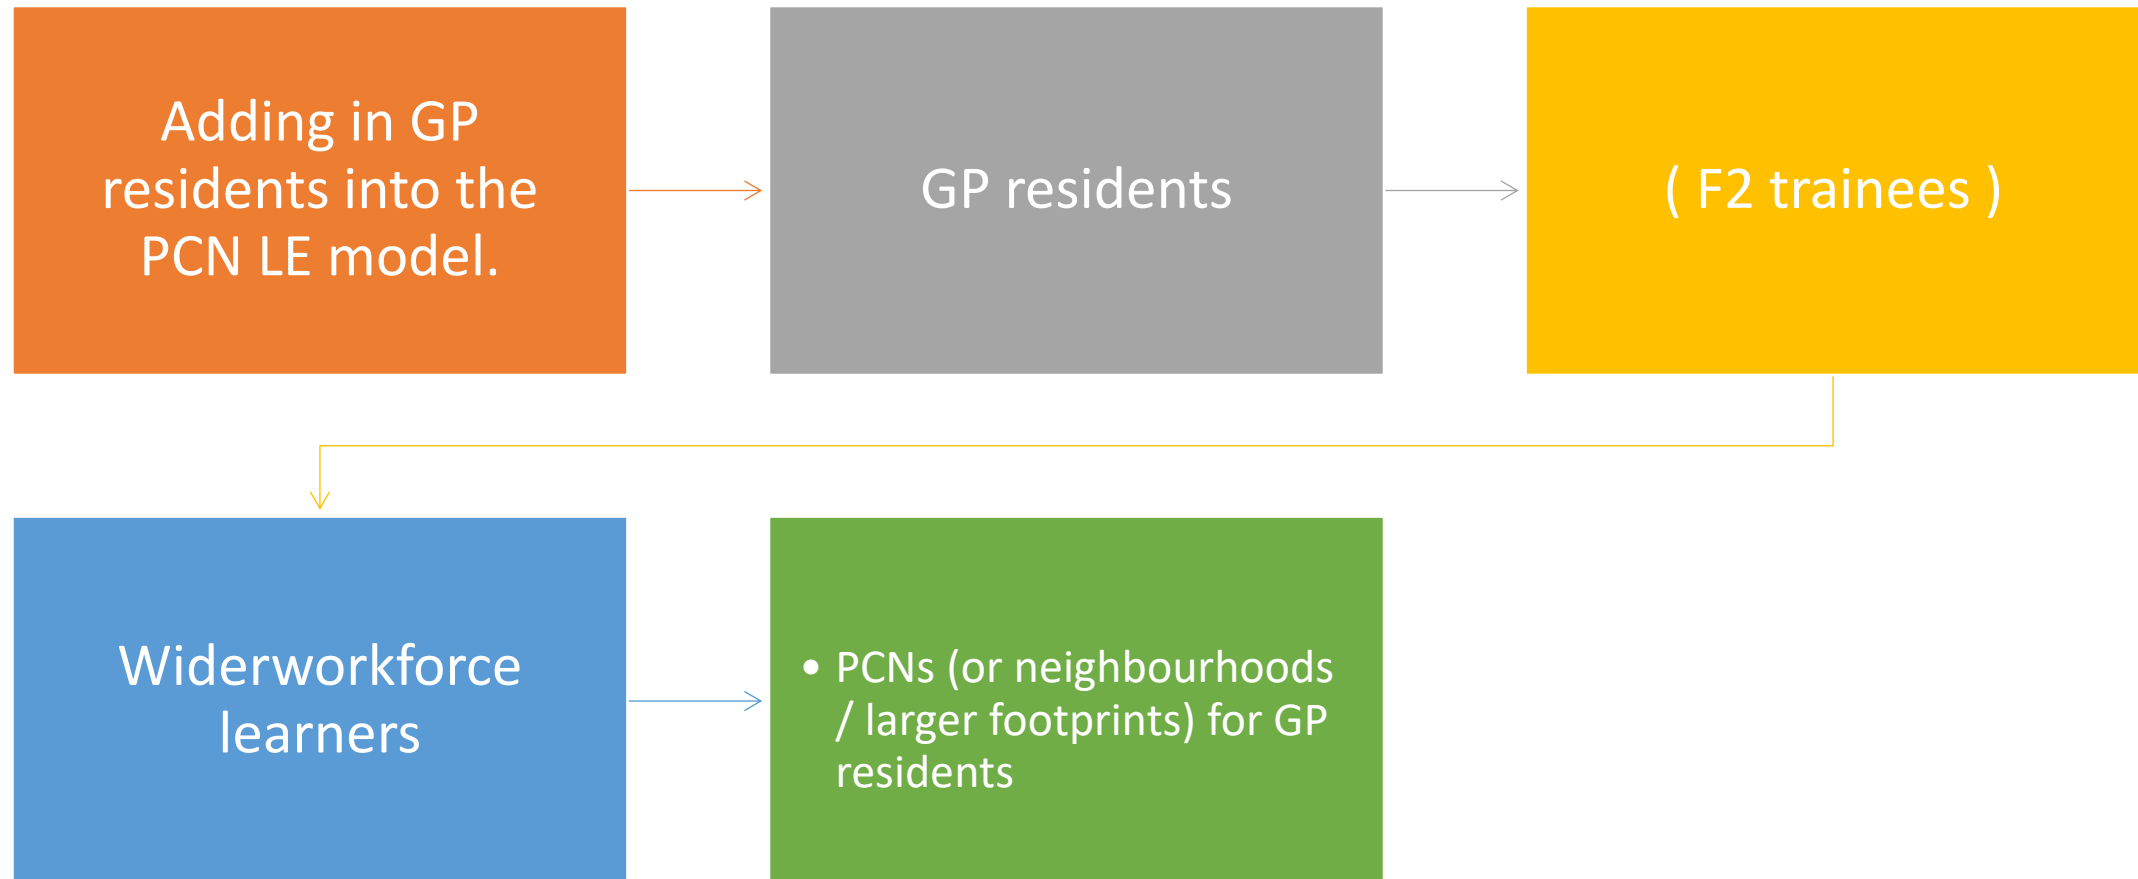 Adding in GP
residents into the
PCN LE model.
GP residents
( F2 trainees )
Widerworkforce
learners
• PCNs (or neighbourhoods
/ larger footprints) for GP
residents